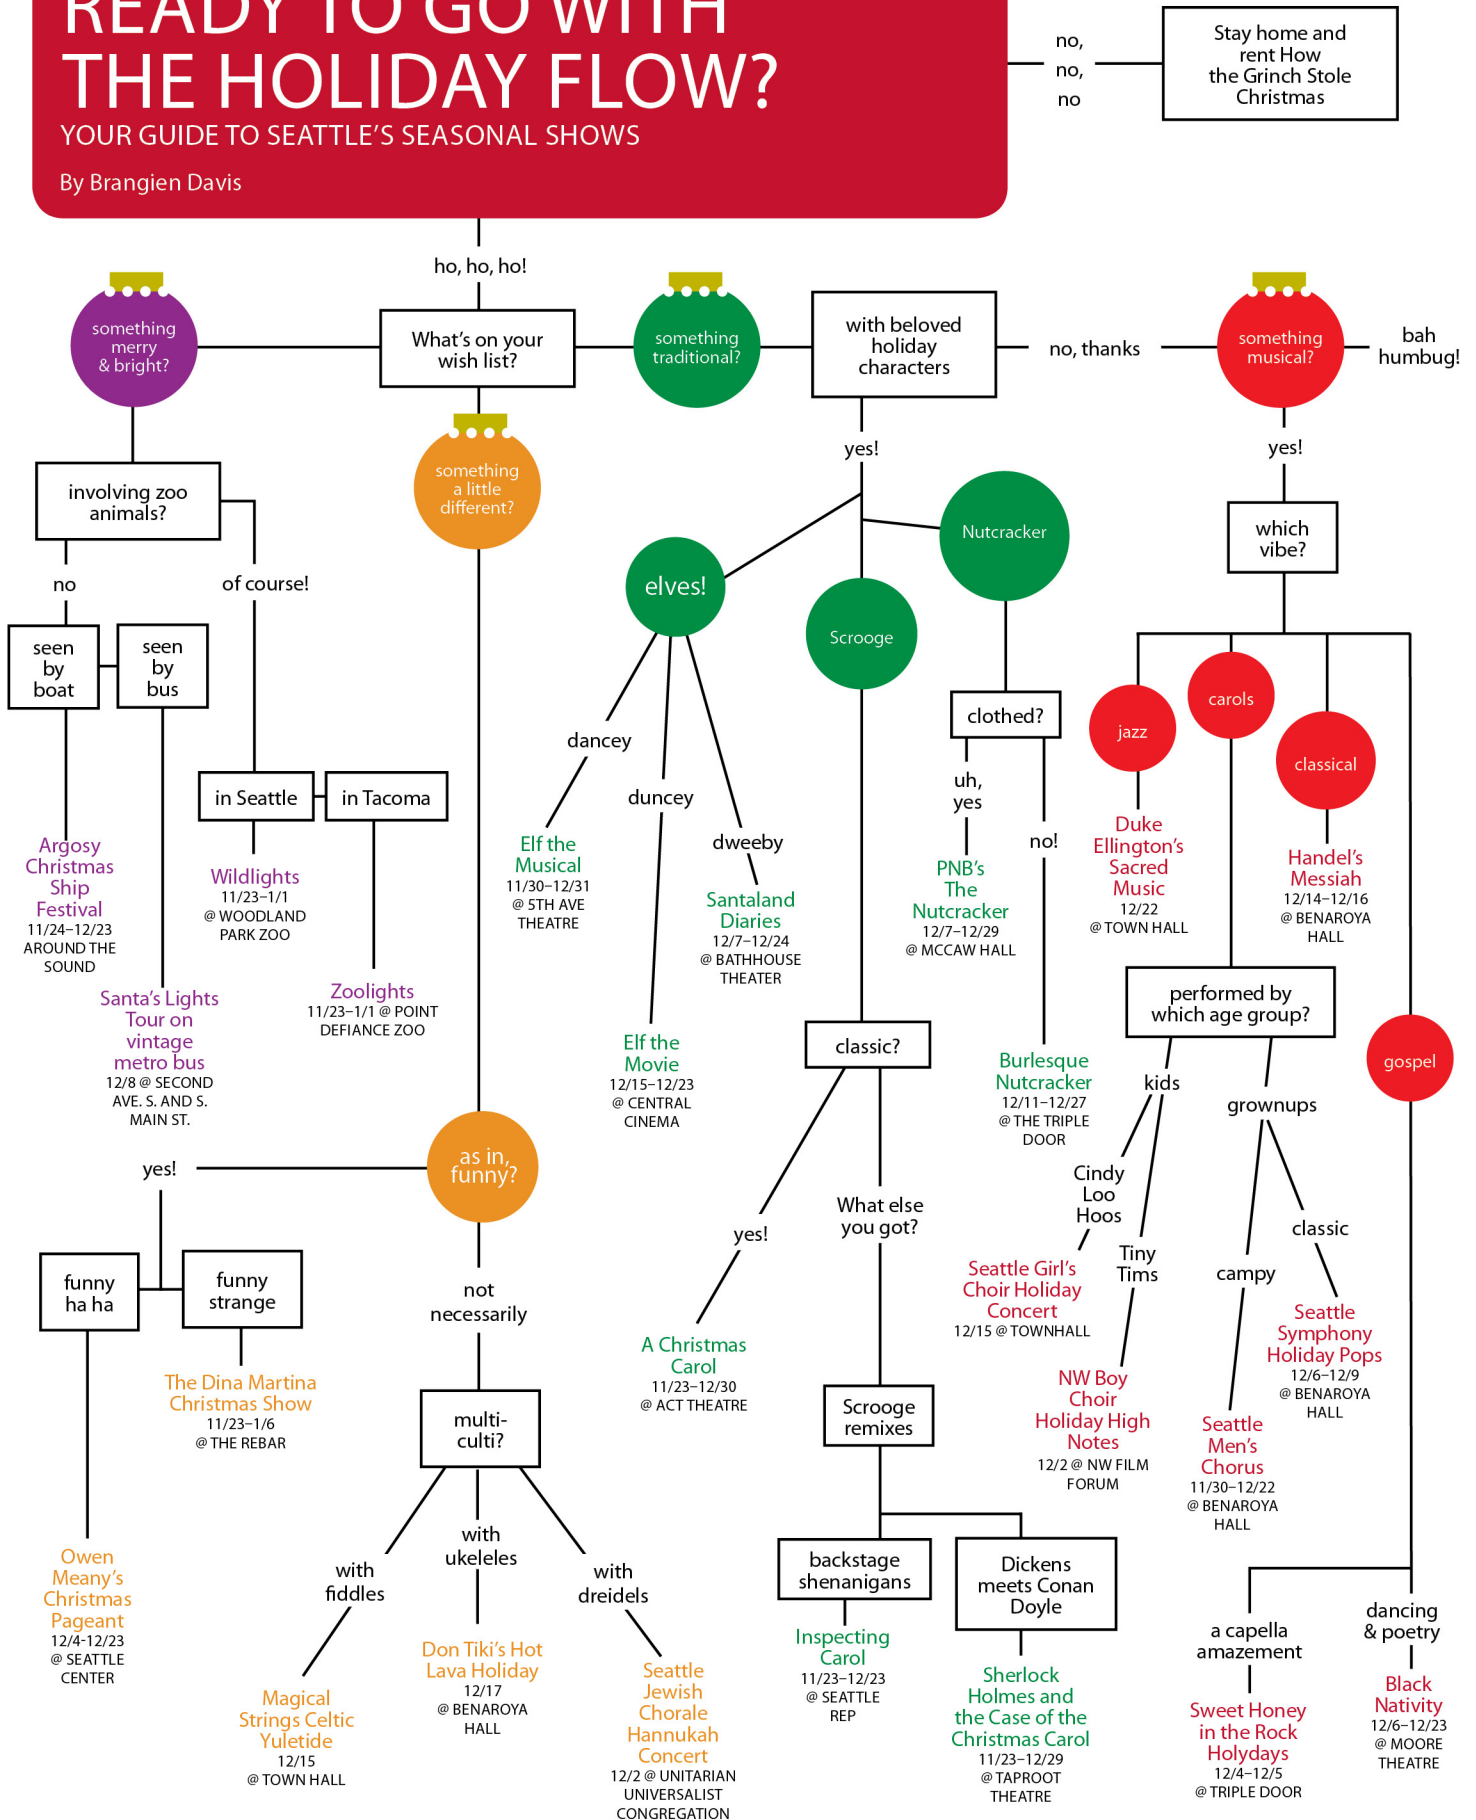 READY TO GO WITH
THE HOLIDAY FLOW?
YOUR GUIDE TO SEATTLE'S SEASONAL SHOWS
By Brangien Davis
no,
no,
no
Stay home and
rent How
the Grinch Stole
Christmas
ho, ho, ho!
something
merry
& bright?
What's on your
wish list?
something
traditional?
with beloved
holiday
characters
no, thanks
something
musical?
bah
humbug!
something
a little
different?
yes!
yes!
involving zoo
animals?
no
of course!
seen
by
boat
seen
by
bus
in Seattle
in Tacoma
Argosy
Christmas
Ship
Festival
11/24–12/23
AROUND THE
SOUND
Santa's Lights
Tour on
vintage
metro bus
12/8 @ SECOND
AVE. S. AND S.
MAIN ST.
Wildlights
11/23–1/1
@ WOODLAND
PARK ZOO
Zoolights
11/23–1/1 @ POINT
DEFIANCE ZOO
elves!
Scrooge
Nutcracker
dancey
duncey
dweeby
Elf the
Musical
11/30–12/31
@ 5TH AVE
THEATRE
Elf the
Movie
12/15–12/23
@ CENTRAL
CINEMA
Santaland
Diaries
12/7–12/24
@ BATHHOUSE
THEATER
clothed?
uh,
yes
no!
PNB's
The
Nutcracker
12/7–12/29
@ MCCAW HALL
Burlesque
Nutcracker
12/11–12/27
@ THE TRIPLE
DOOR
which
vibe?
jazz
carols
classical
gospel
Duke
Ellington's
Sacred
Music
12/22
@ TOWN HALL
Handel's
Messiah
12/14–12/16
@ BENAROYA
HALL
performed by
which age group?
kids
grownups
Cindy
Loo
Hoos
Tiny
Tims
campy
classic
Seattle Girl's
Choir Holiday
Concert
12/15 @ TOWNHALL
NW Boy
Choir
Holiday High
Notes
12/2 @ NW FILM
FORUM
Seattle
Men's
Chorus
11/30–12/22
@ BENAROYA
HALL
Seattle
Symphony
Holiday Pops
12/6–12/9
@ BENAROYA
HALL
classic?
yes!
What else
you got?
A Christmas
Carol
11/23–12/30
@ ACT THEATRE
Scrooge
remixes
backstage
shenanigans
Dickens
meets Conan
Doyle
Inspecting
Carol
11/23–12/23
@ SEATTLE
REP
Sherlock
Holmes and
the Case of the
Christmas Carol
11/23–12/29
@ TAPROOT
THEATRE
a capella
amazement
dancing
& poetry
Sweet Honey
in the Rock
Holydays
12/4–12/5
@ TRIPLE DOOR
Black
Nativity
12/6–12/23
@ MOORE
THEATRE
as in,
funny?
yes!
funny
ha ha
funny
strange
The Dina Martina
Christmas Show
11/23–1/6
@ THE REBAR
Owen
Meany's
Christmas
Pageant
12/4-12/23
@ SEATTLE
CENTER
not
necessarily
multi-
culti?
with
fiddles
with
ukeleles
with
dreidels
Magical
Strings Celtic
Yuletide
12/15
@ TOWN HALL
Don Tiki's Hot
Lava Holiday
12/17
@ BENAROYA
HALL
Seattle
Jewish
Chorale
Hannukah
Concert
12/2 @ UNITARIAN
UNIVERSALIST
CONGREGATION